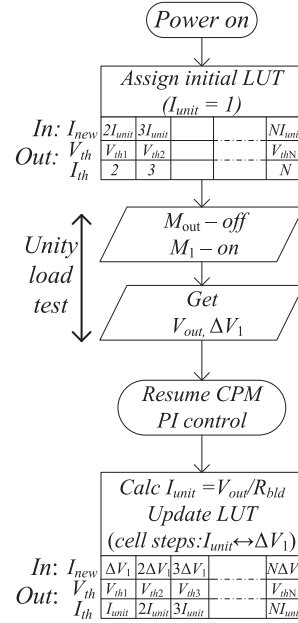 Power on
Assign initial LUT
(I_unit = 1)
In: I_new 2I_unit 3I_unit NI_unit
Out: V_th V_th1 V_th2 V_thN
I_th 2 3 N
Unity
load
test
M_out – off
M_1 – on
Get
V_out, ΔV_1
Resume CPM
PI control
Calc I_unit =V_out/R_bld
Update LUT
(cell steps:I_unit↔ΔV_1)
In: I_new ΔV_1 2ΔV_1 3ΔV_1 NΔV
Out: V_th V_th1 V_th2 V_th3 V_thN
I_th I_unit 2I_unit 3I_unit NI_unit